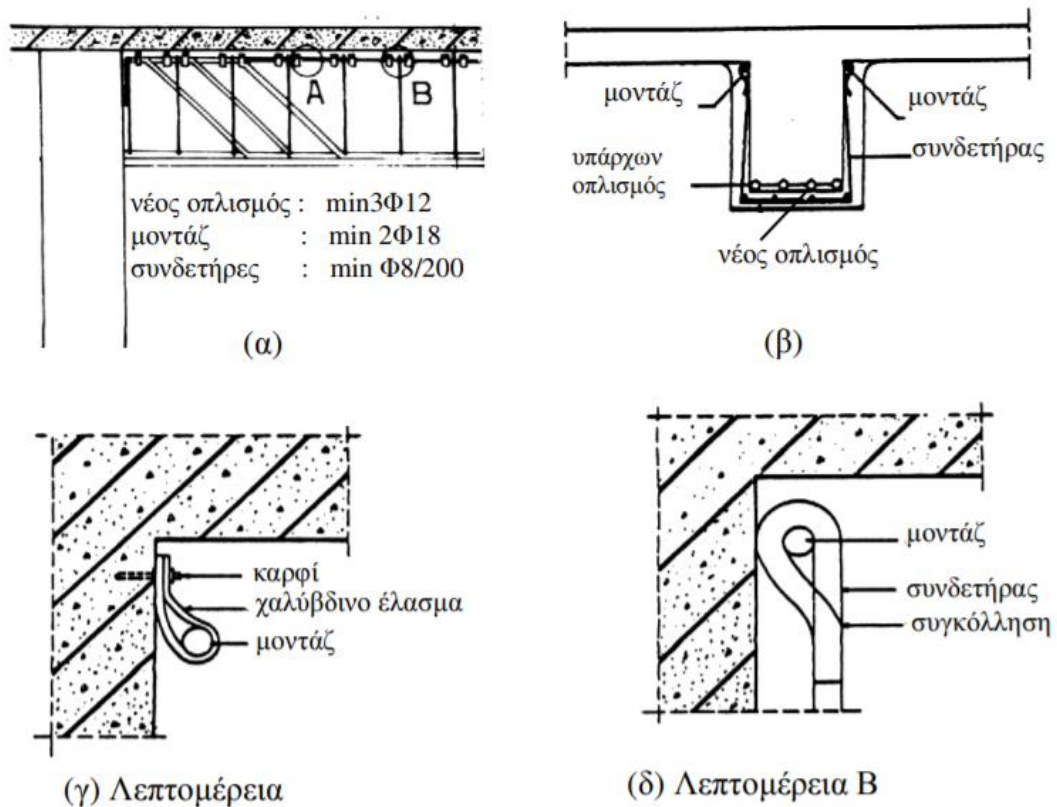 A
B
νέος οπλισμός : min3Φ12
μοντάζ : min 2Φ18
συνδετήρες : min Φ8/200
(α)
μοντάζ
μοντάζ
υπάρχων
οπλισμός
συνδετήρας
νέος οπλισμός
(β)
καρφί
χαλύβδινο έλασμα
μοντάζ
(γ) Λεπτομέρεια
μοντάζ
συνδετήρας
συγκόλληση
(δ) Λεπτομέρεια Β